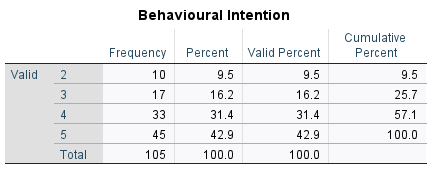 Behavioural Intention
Frequency Percent Valid Percent Cumulative Percent
Valid 2 10 9.5 9.5 9.5
3 17 16.2 16.2 25.7
4 33 31.4 31.4 57.1
5 45 42.9 42.9 100.0
Total 105 100.0 100.0